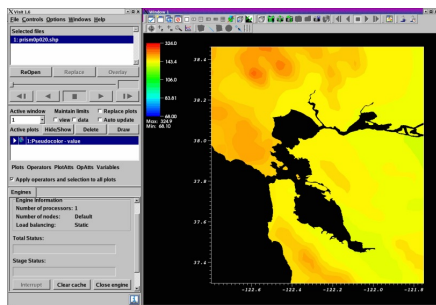 Visit 1.6
File Controls Options Windows Help
Selected files
1: prism0p020.shp
ReOpen Replace Overlay
Active window Maintain limits Replace plots
1 view data Auto update
Active plots Hide/Show Delete Draw
1:Pseudocolor - value
Plots Operators PlotAtts OpAtts Variables
Apply operators and selection to all plots
Engines
Engine Information
Number of processors: 1
Number of nodes: Default
Load balancing: Static
Total Status:
Stage Status:
Interrupt Clear cache Close engine
Window 1
324.0
143.4
106.0
83.81
68.00
Max: 324.9
Min: 68.10
38.4
38.2
38.0
37.8
37.6
37.4
-122.6 -122.4 -122.2 -122.0 -121.8